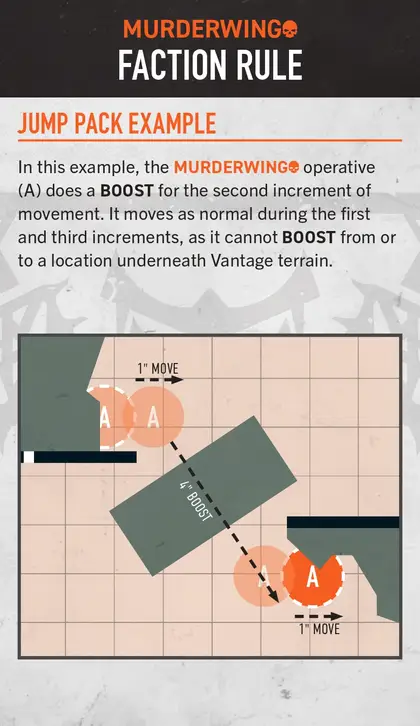 MURDERWING
FACTION RULE
JUMP PACK EXAMPLE
In this example, the MURDERWING operative
(A) does a BOOST for the second increment of
movement. It moves as normal during the first
and third increments, as it cannot BOOST from or
to a location underneath Vantage terrain.
1" MOVE
A A
4" BOOST
A A
1" MOVE